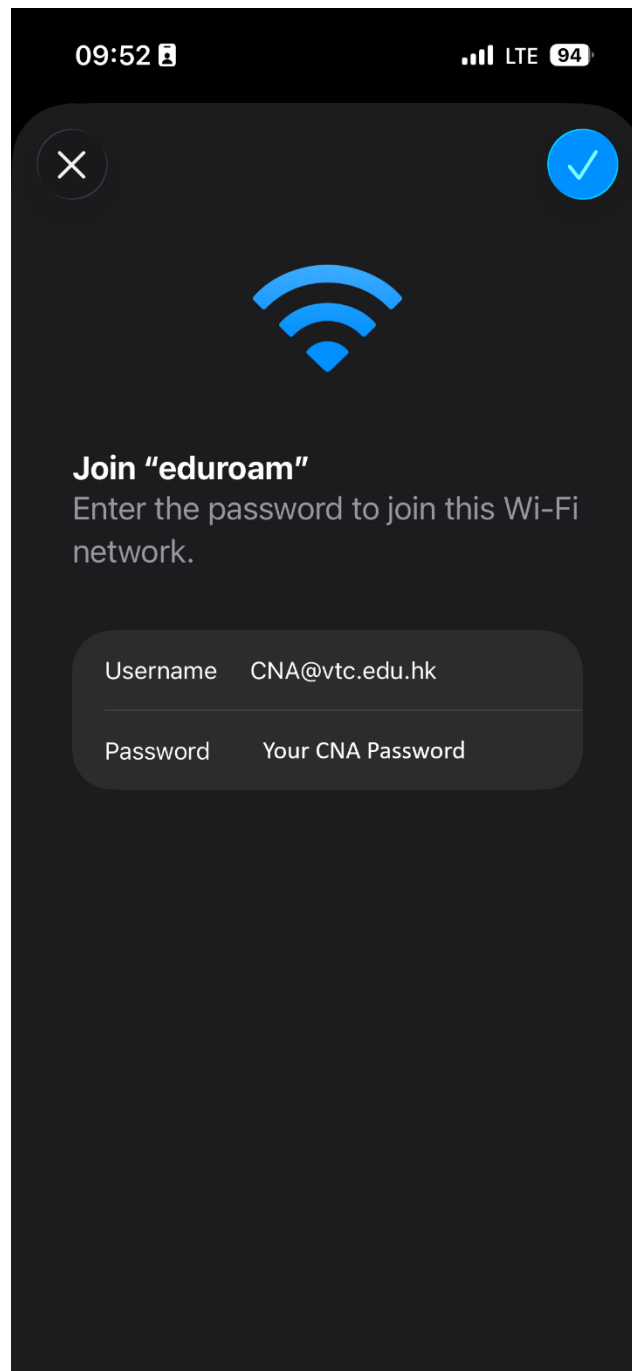 09:52 LTE 94
Join “eduroam”
Enter the password to join this Wi-Fi
network.
Username CNA@vtc.edu.hk
Password Your CNA Password